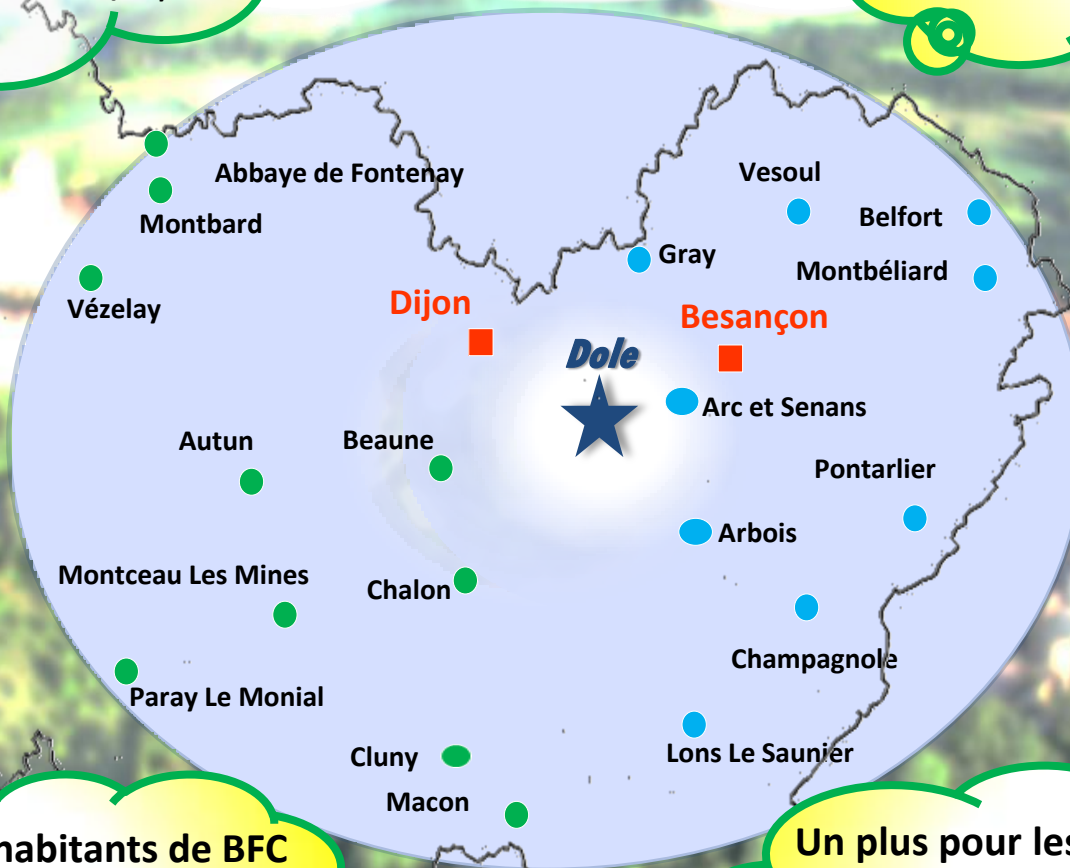 Abbaye de Fontenay
Vesoul
Montbard
Belfort
Gray
Montbéliard
Vézelay
Dijon
Besançon
Dole
Arc et Senans
Autun
Beaune
Pontarlier
Arbois
Montceau Les Mines
Chalon
Champagnole
Paray Le Monial
Cluny
Lons Le Saunier
Macon
habitants de BFC
Un plus pour les